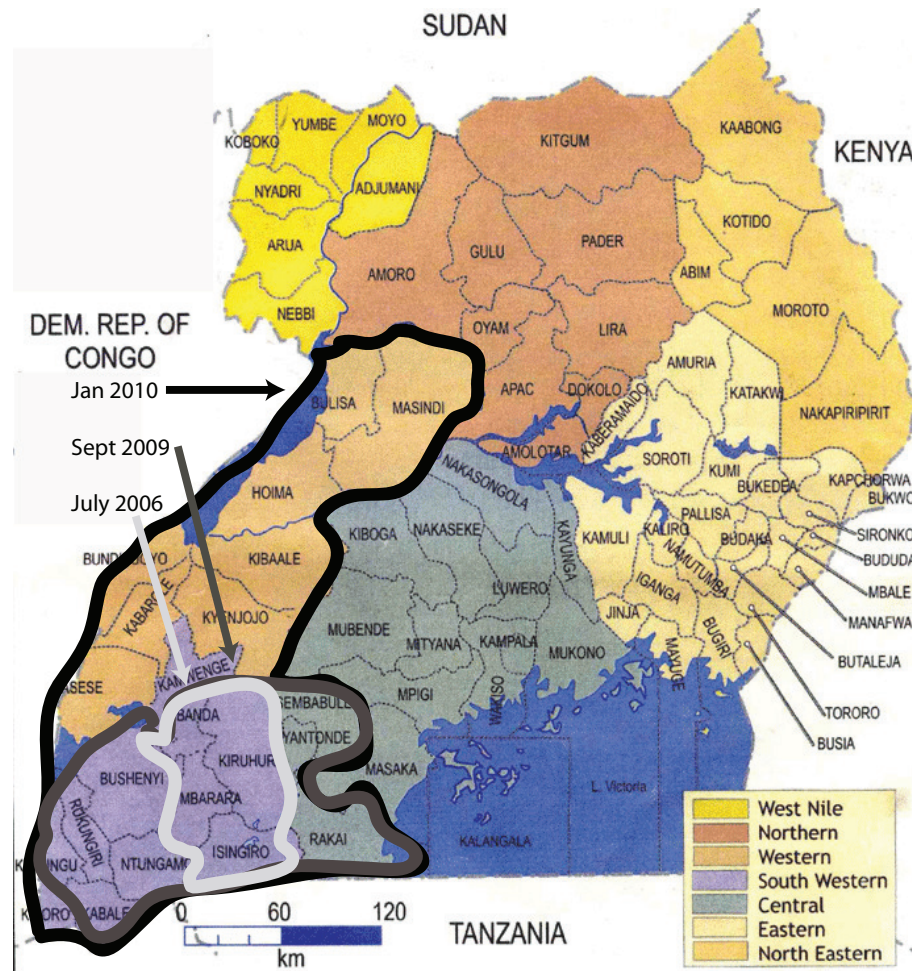 SUDAN
KENYA
DEM. REP. OF
CONGO
TANZANIA
KOBOKO
YUMBE
MOYO
NYADRI
ADJUMANI
ARUA
NEBBI
KITGUM
KAABONG
KOTIDO
AMORO
GULU
PADER
ABIM
MOROTO
OYAM
LIRA
AMURIA
APAC
DOKOLO
KATAKWI
NAKAPIRIPIRIT
KABERAMAIDO
AMOLOTAR
SOROTI
KUMI
BUKEDEA
KAPCHORWA
BUKWO
SIRONKO
BUDUDA
MBALE
MANAFWA
BUTALEJA
TORORO
BUSIA
Jan 2010
Sept 2009
July 2006
BULISA
MASINDI
HOIMA
NAKASONGOLA
KIBOGA
NAKASEKE
KAYUNGA
KAMULI
KALIRO
PALLISA
BUDAKA
NAMUTUMBA
KIBAALE
LUWERO
IGANGA
KABAROLE
KYENJOJO
JINJA
MAYUGE
BUGIRI
MUBENDE
MITYANA
KAMPALA
MUKONO
KAMWENGE
MPIGI
WAKISO
ASESE
BANDA
SEMBABULE
YANTONDE
KIRUHUR
MASAKA
BUSHENYI
MBARARA
L. Victoria
RUKUNGIRI
NTUNGAMO
ISINGIRO
RAKAI
KALANGALA
KABALE
0 60 120
km
West Nile
Northern
Western
South Western
Central
Eastern
North Eastern